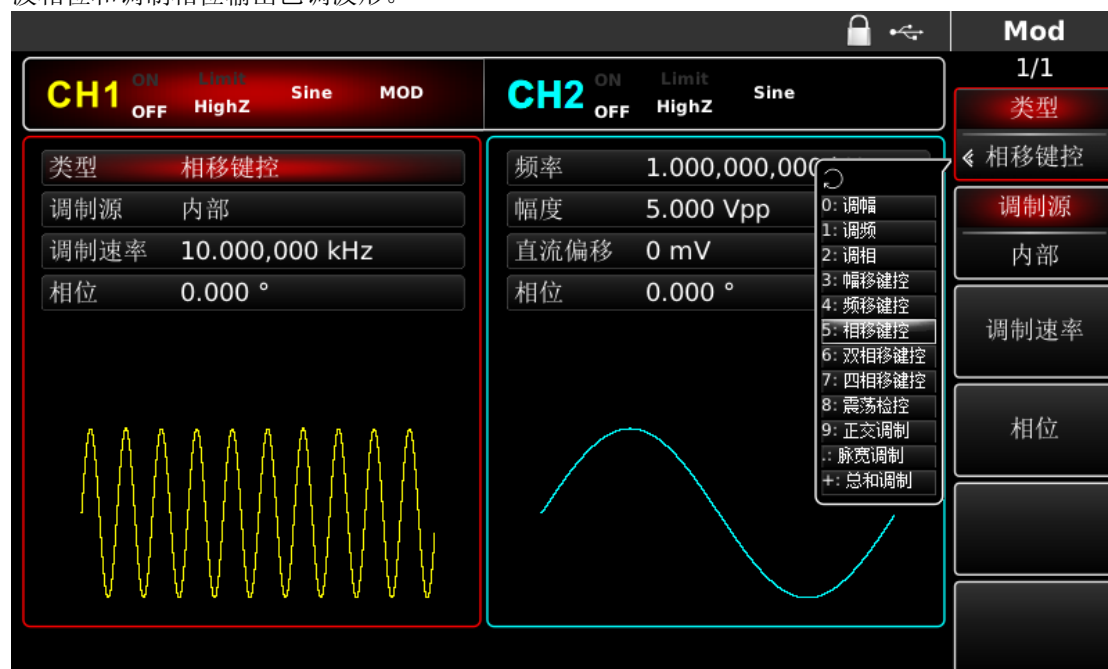 Mod
1/1
CH1 ON OFF Limit HighZ Sine MOD
CH2 ON OFF Limit HighZ Sine
类型 相移键控
调制源 内部
调制速率 10.000,000 kHz
相位 0.000 °
频率 1.000,000,000
幅度 5.000 Vpp
直流偏移 0 mV
相位 0.000 °
0: 调幅
1: 调频
2: 调相
3: 幅移键控
4: 频移键控
5: 相移键控
6: 双相移键控
7: 四相移键控
8: 震荡检控
9: 正交调制
.: 脉宽调制
+: 总和调制
类型
相移键控
调制源
内部
调制速率
相位